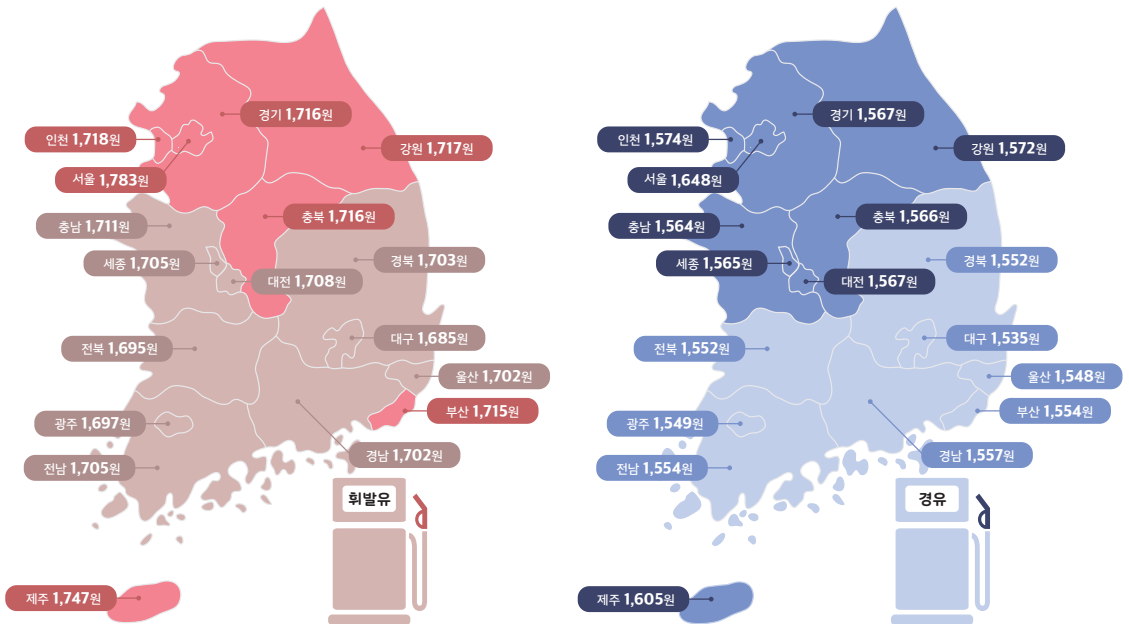 경기 1,716원
인천 1,718원
강원 1,717원
서울 1,783원
충북 1,716원
충남 1,711원
세종 1,705원
경북 1,703원
대전 1,708원
대구 1,685원
전북 1,695원
울산 1,702원
부산 1,715원
광주 1,697원
경남 1,702원
전남 1,705원
휘발유
제주 1,747원
경기 1,567원
인천 1,574원
강원 1,572원
서울 1,648원
충북 1,566원
충남 1,564원
세종 1,565원
경북 1,552원
대전 1,567원
대구 1,535원
전북 1,552원
울산 1,548원
부산 1,554원
광주 1,549원
경남 1,557원
전남 1,554원
경유
제주 1,605원